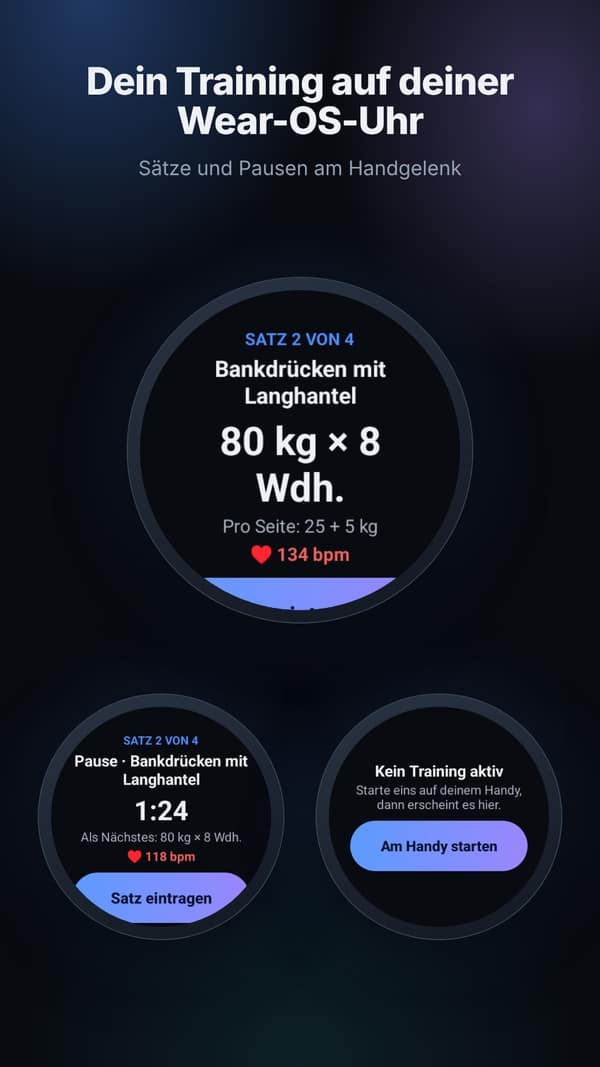 Dein Training auf deiner
Wear-OS-Uhr
Sätze und Pausen am Handgelenk
SATZ 2 VON 4
Bankdrücken mit
Langhantel
80 kg × 8
Wdh.
Pro Seite: 25 + 5 kg
134 bpm
SATZ 2 VON 4
Pause · Bankdrücken mit
Langhantel
1:24
Als Nächstes: 80 kg × 8 Wdh.
118 bpm
Satz eintragen
Kein Training aktiv
Starte eins auf deinem Handy,
dann erscheint es hier.
Am Handy starten